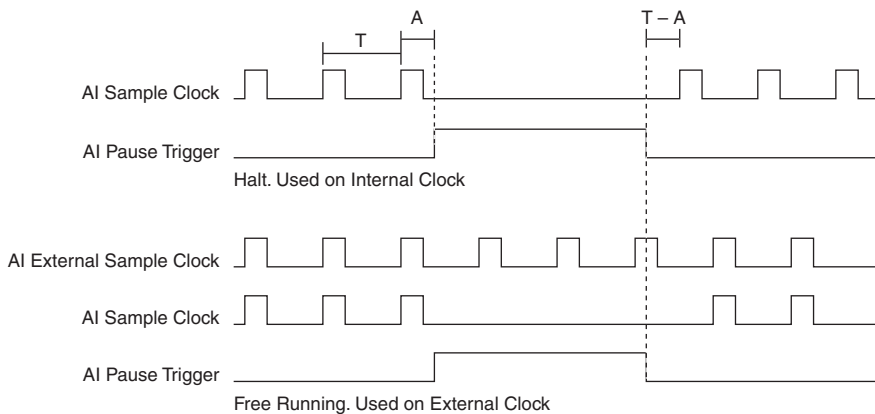 A
T – A
T
AI Sample Clock
AI Pause Trigger
Halt. Used on Internal Clock
AI External Sample Clock
AI Sample Clock
AI Pause Trigger
Free Running. Used on External Clock